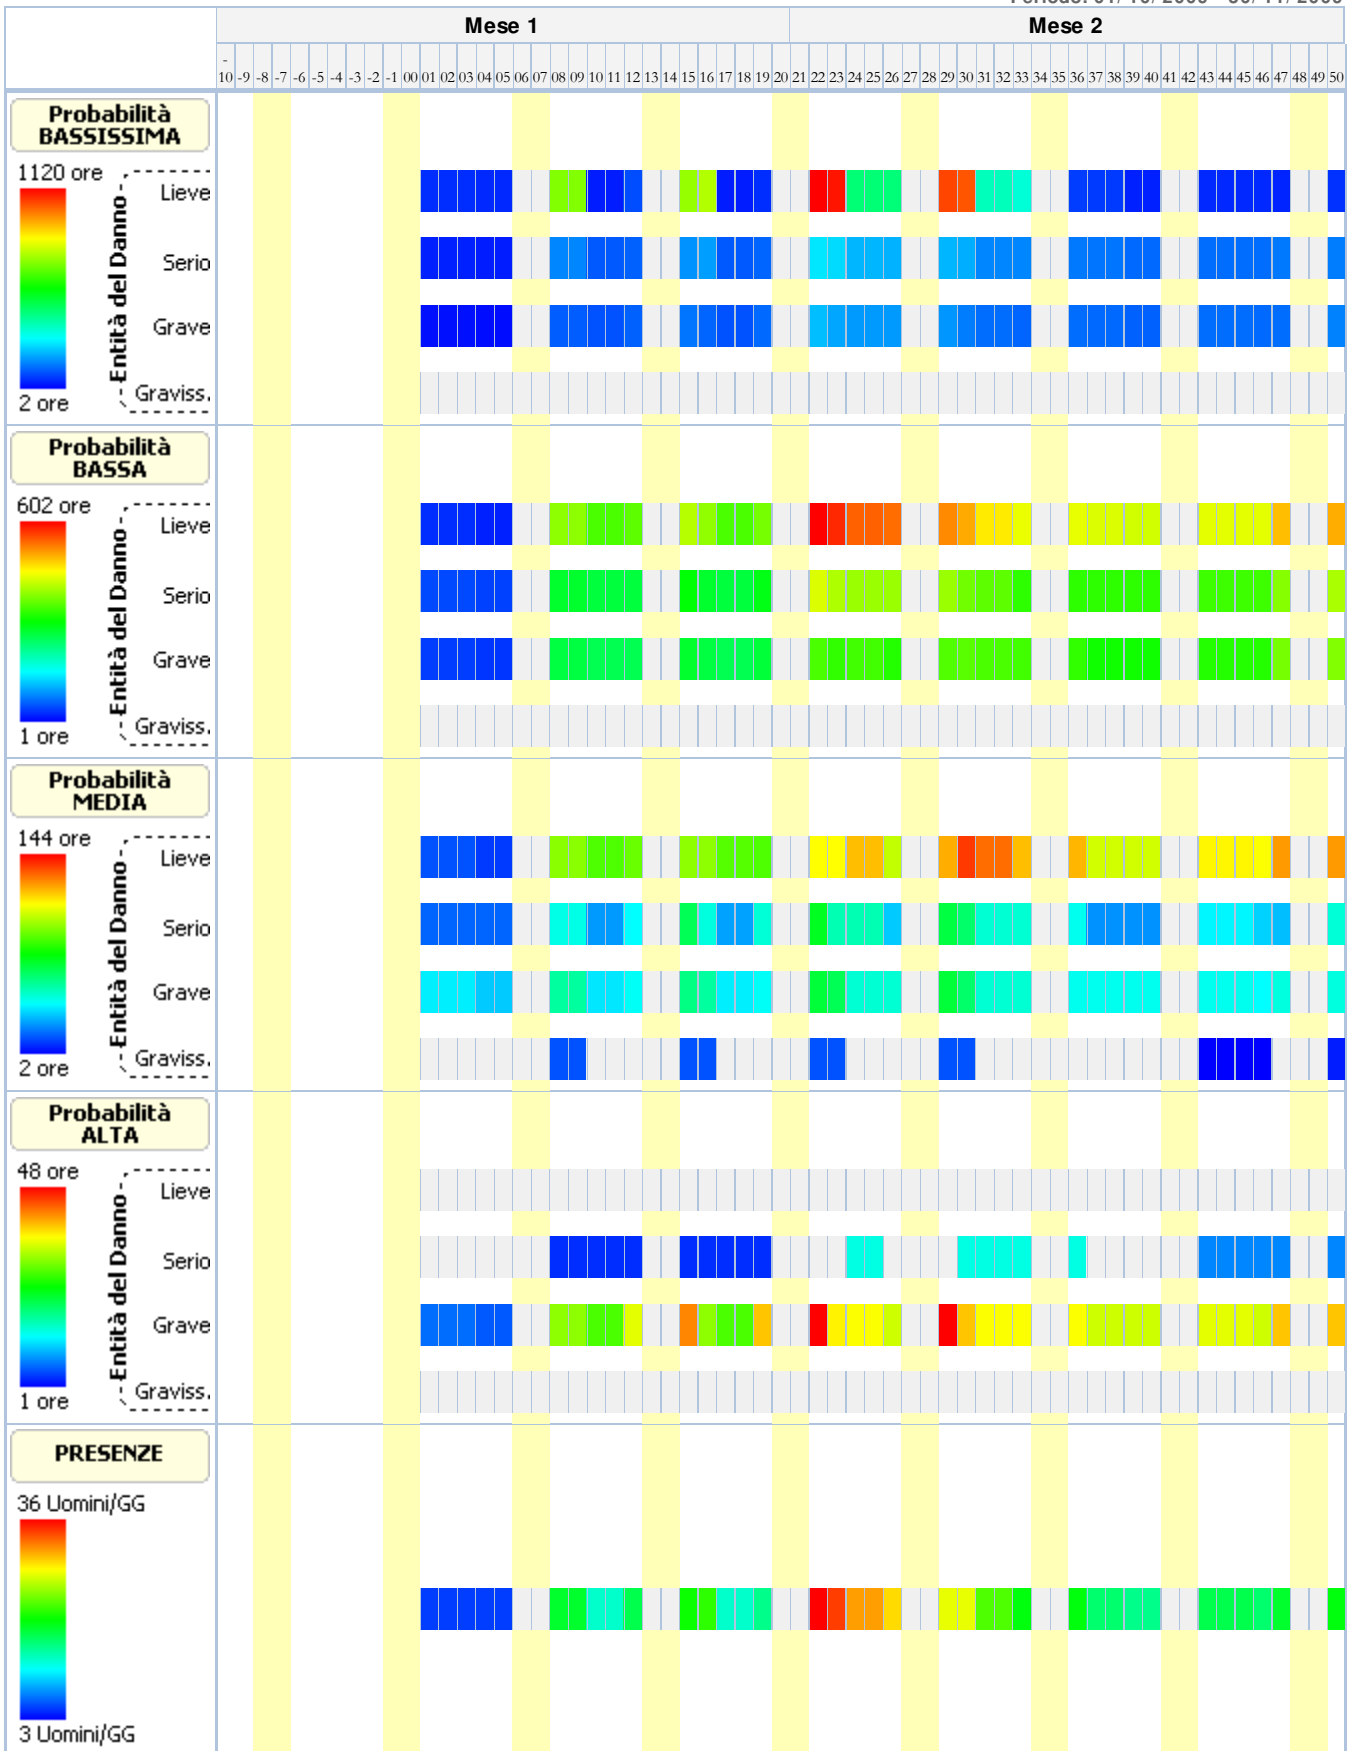 Mese 1 Mese 2
-
10 -9 -8 -7 -6 -5 -4 -3 -2 -1 00 01 02 03 04 05 06 07 08 09 10 11 12 13 14 15 16 17 18 19 20 21 22 23 24 25 26 27 28 29 30 31 32 33 34 35 36 37 38 39 40 41 42 43 44 45 46 47 48 49 50
Probabilità
BASSISSIMA
1120 ore
Entità del Danno
Lieve
Serio
Grave
Graviss.
2 ore
Probabilità
BASSA
602 ore
Entità del Danno
Lieve
Serio
Grave
Graviss.
1 ore
Probabilità
MEDIA
144 ore
Entità del Danno
Lieve
Serio
Grave
Graviss.
2 ore
Probabilità
ALTA
48 ore
Entità del Danno
Lieve
Serio
Grave
Graviss.
1 ore
PRESENZE
36 Uomini/GG
3 Uomini/GG